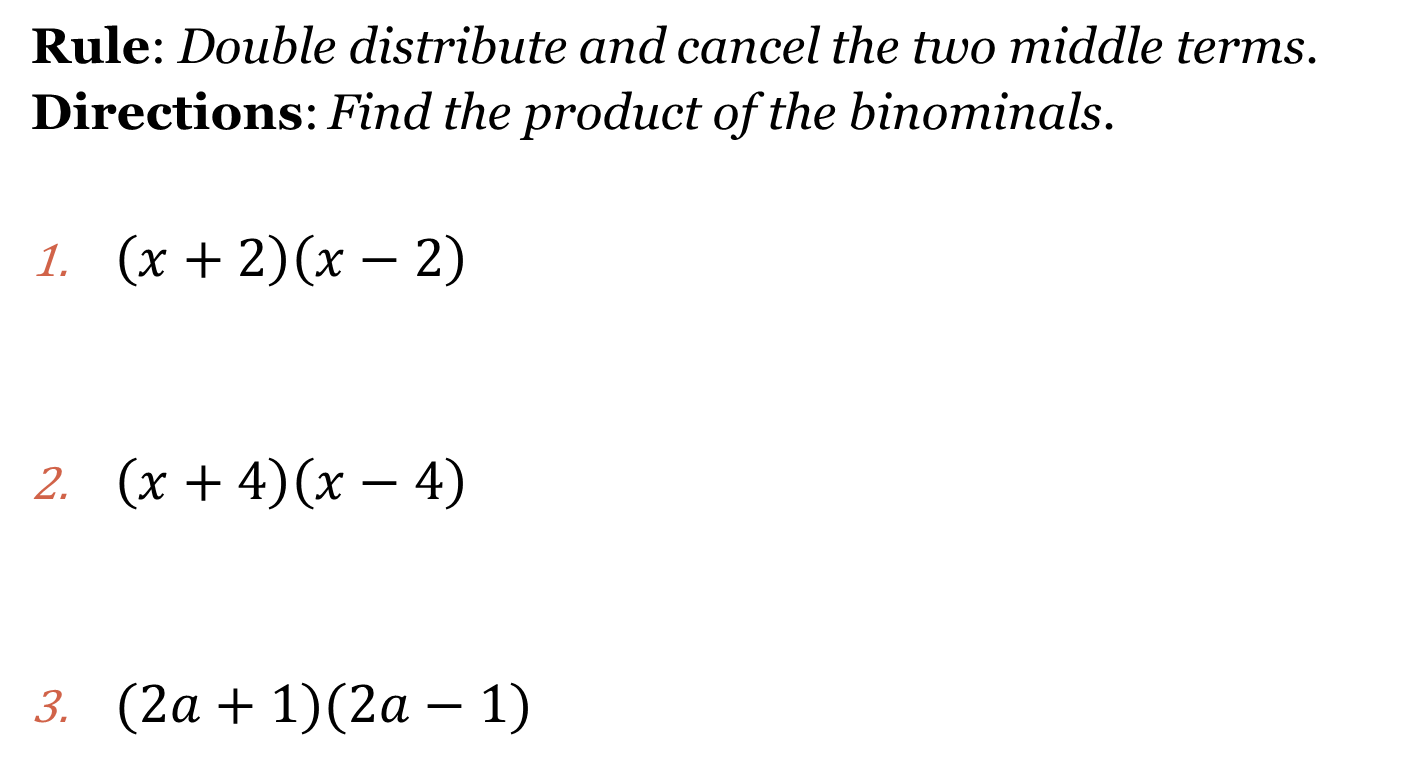 Rule: Double distribute and cancel the two middle terms.
Directions: Find the product of the binominals.
1. (x + 2)(x − 2)
2. (x + 4)(x − 4)
3. (2a + 1)(2a − 1)